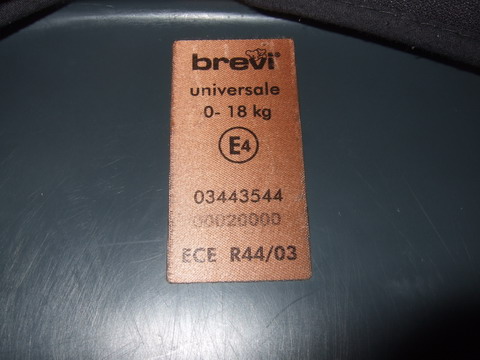 brevi®
universale
0- 18 kg
E4
03443544
00020000
ECE R44/03